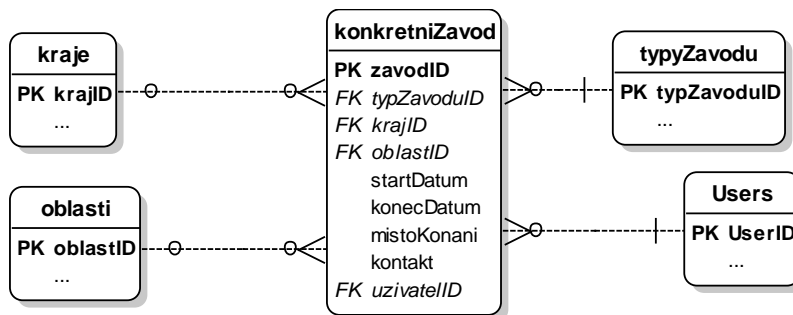 kraje
PK krajID
...
oblasti
PK oblastID
...
konkretniZavod
PK zavodID
FK typZavoduID
FK krajID
FK oblastID
startDatum
konecDatum
mistoKonani
kontakt
FK uzivatelID
typyZavodu
PK typZavoduID
...
Users
PK UserID
...